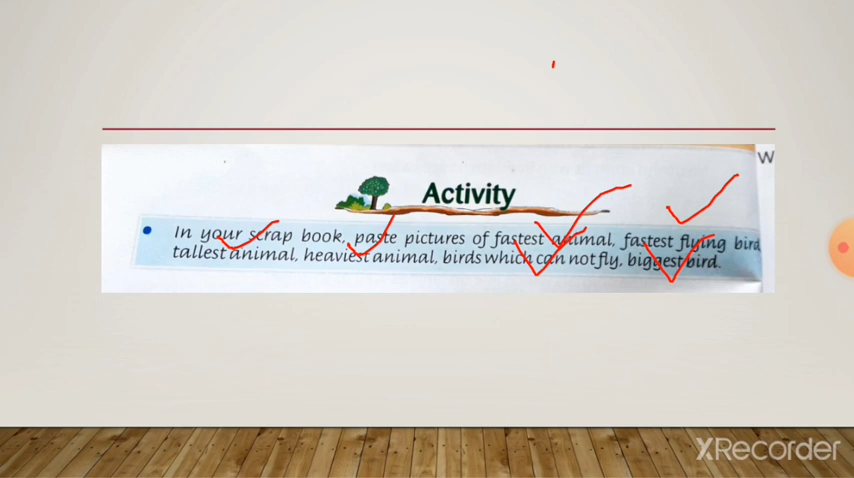 W
Activity
In your scrap book, paste pictures of fastest animal, fastest flying bird
tallest animal, heaviest animal, birds which can not fly, biggest bird.
XRecorder